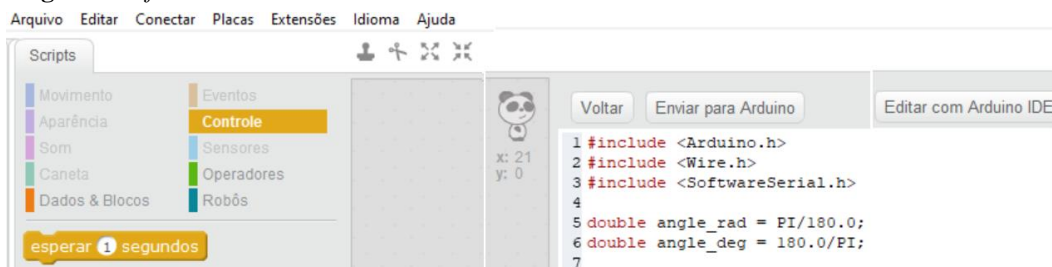 Arquivo Editar Conectar Placas Extensões Idioma Ajuda
Scripts
Movimento Eventos
Aparência Controle
Som Sensores
Caneta Operadores
Dados & Blocos Robôs
esperar 1 segundos
x: 21
y: 0
Voltar Enviar para Arduino Editar com Arduino IDE
1 #include <Arduino.h>
2 #include <Wire.h>
3 #include <SoftwareSerial.h>
4
5 double angle_rad = PI/180.0;
6 double angle_deg = 180.0/PI;
7